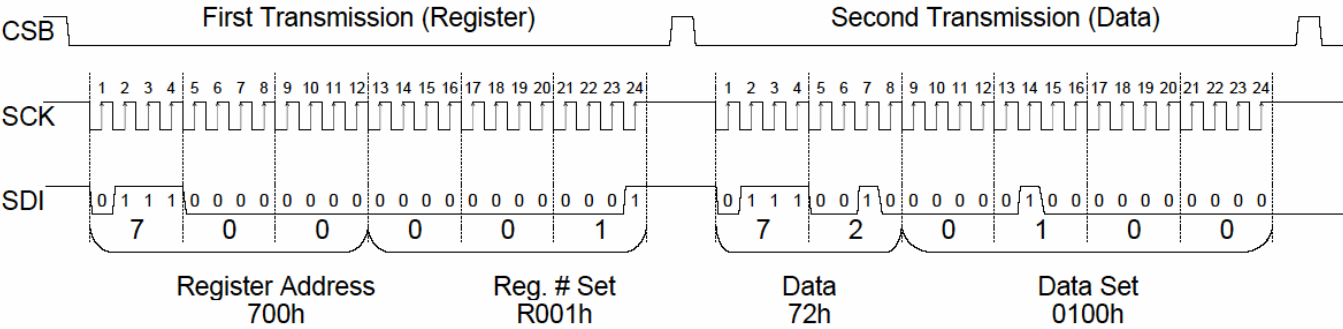 First Transmission (Register) Second Transmission (Data)
CSB
1 2 3 4 5 6 7 8 9 10 11 12 13 14 15 16 17 18 19 20 21 22 23 24 1 2 3 4 5 6 7 8 9 10 11 12 13 14 15 16 17 18 19 20 21 22 23 24
SCK
SDI 0 1 1 1 0 0 0 0 0 0 0 0 0 0 0 0 0 0 0 0 0 0 0 1 0 1 1 1 0 0 1 0 0 0 0 0 0 1 0 0 0 0 0 0 0 0 0 0
7 0 0 0 0 1 7 2 0 1 0 0
Register Address Reg. # Set Data Data Set
700h R001h 72h 0100h